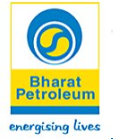 Bharat
Petroleum
energising lives